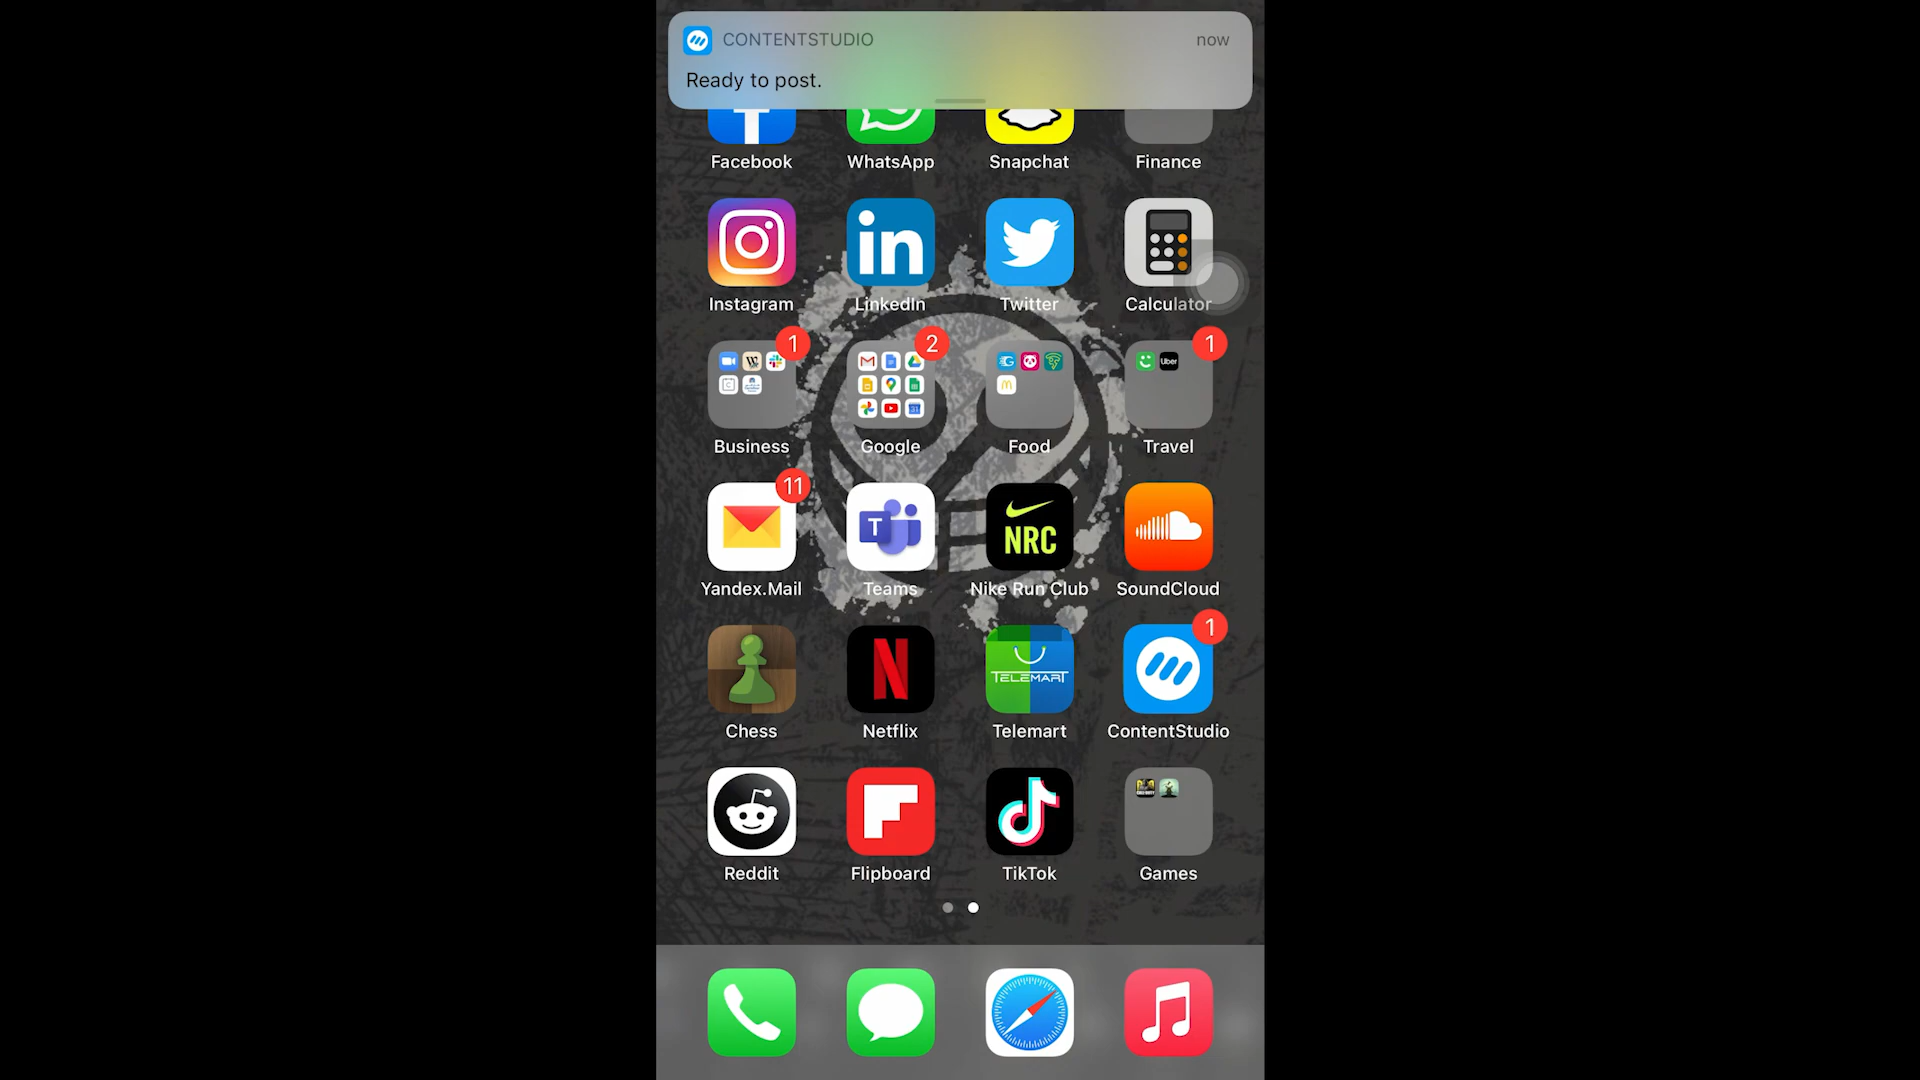 CONTENTSTUDIO now
Ready to post.
Facebook WhatsApp Snapchat Finance
in
Instagram LinkedIn Twitter Calculator
1 2 1
Uber
Business Google Food Travel
11
T NRC
Yandex.Mail Teams Nike Run Club SoundCloud
1
N TELEMART
Chess Netflix Telemart ContentStudio
Reddit Flipboard TikTok Games